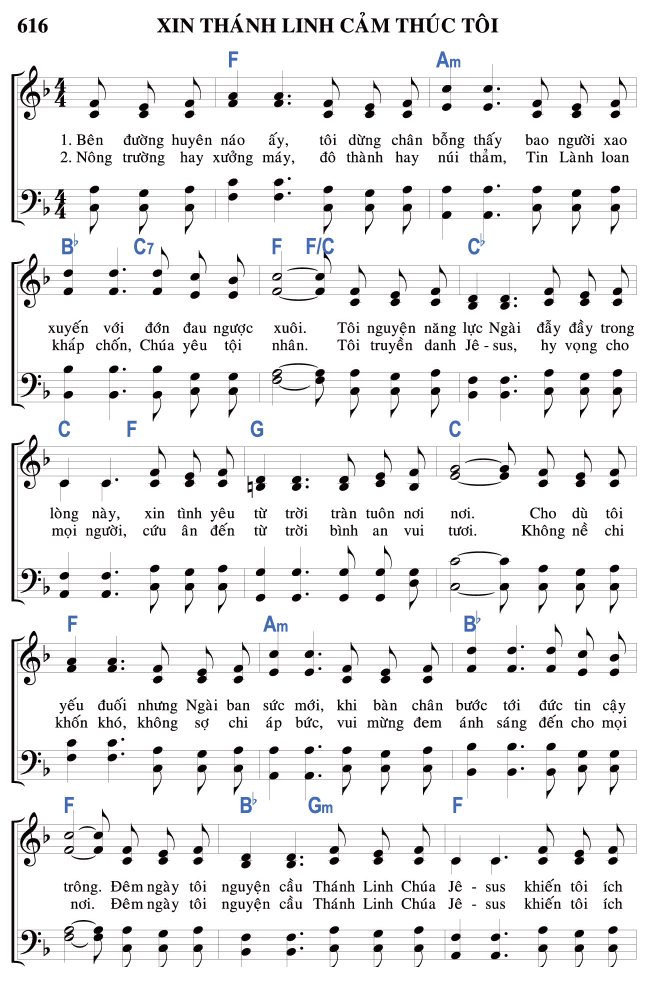 616 XIN THÁNH LINH CẢM THÚC TÔI
F Am
1. Bên đường huyên náo ấy, tôi dừng chân bỗng thấy bao người xao
2. Nông trường hay xưởng máy, đô thành hay núi thẳm, Tin Lành loan
B♭ C7 F F/C C♭
xuyến với đớn đau ngược xuôi. Tôi nguyện năng lực Ngài đẫy đầy trong
khắp chốn, Chúa yêu tội nhân. Tôi truyền danh Jê-sus, hy vọng cho
C F G C
lòng này, xin tình yêu từ trời tràn tuôn nơi nơi. Cho dù tôi
mọi người, cứu ân đến từ trời bình an vui tươi. Không nề chi
F Am B♭
yếu đuối nhưng Ngài ban sức mới, khi bàn chân bước tới đức tin cậy
khốn khó, không sợ chi áp bức, vui mừng đem ánh sáng đến cho mọi
F B♭ Gm F
trông. Đêm ngày tôi nguyện cầu Thánh Linh Chúa Jê - sus khiến tôi ích
nơi. Đêm ngày tôi nguyện cầu Thánh Linh Chúa Jê - sus khiến tôi ích